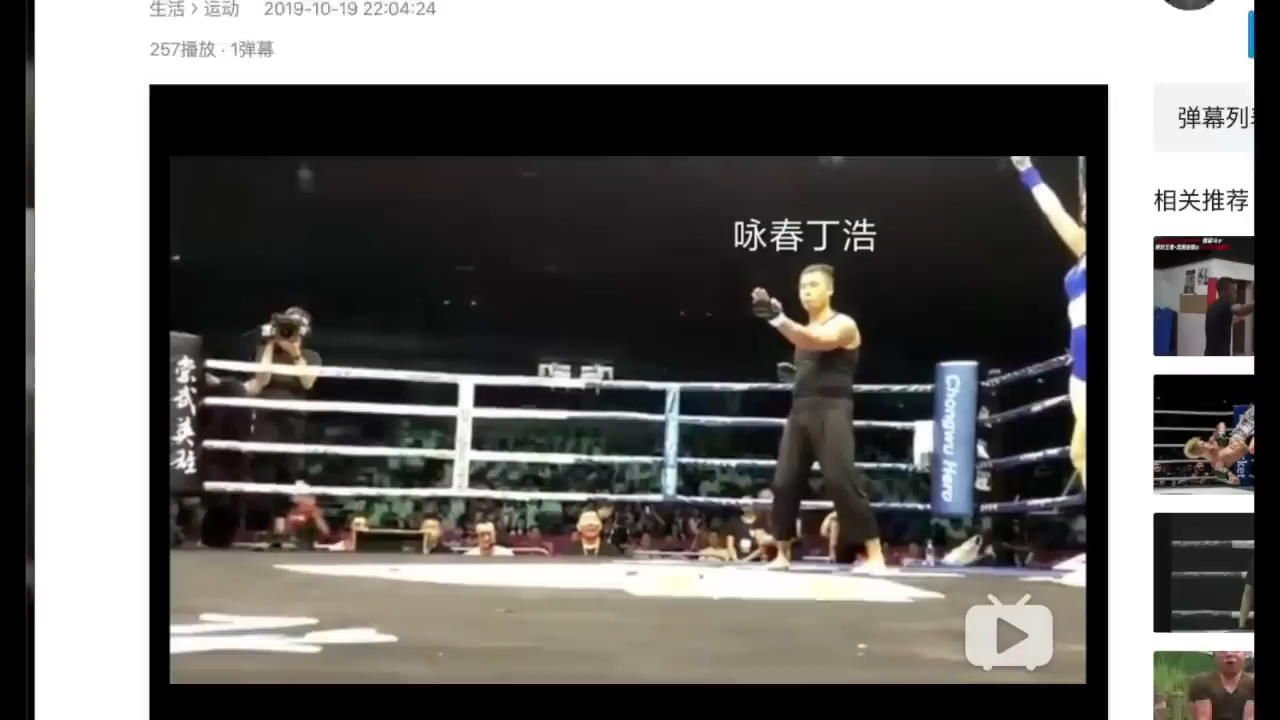 生活 › 运动 2019-10-19 22:04:24
257播放 · 1弹幕
弹幕列
相关推荐
咏春丁浩
崇武英雄
Chongwu Hero